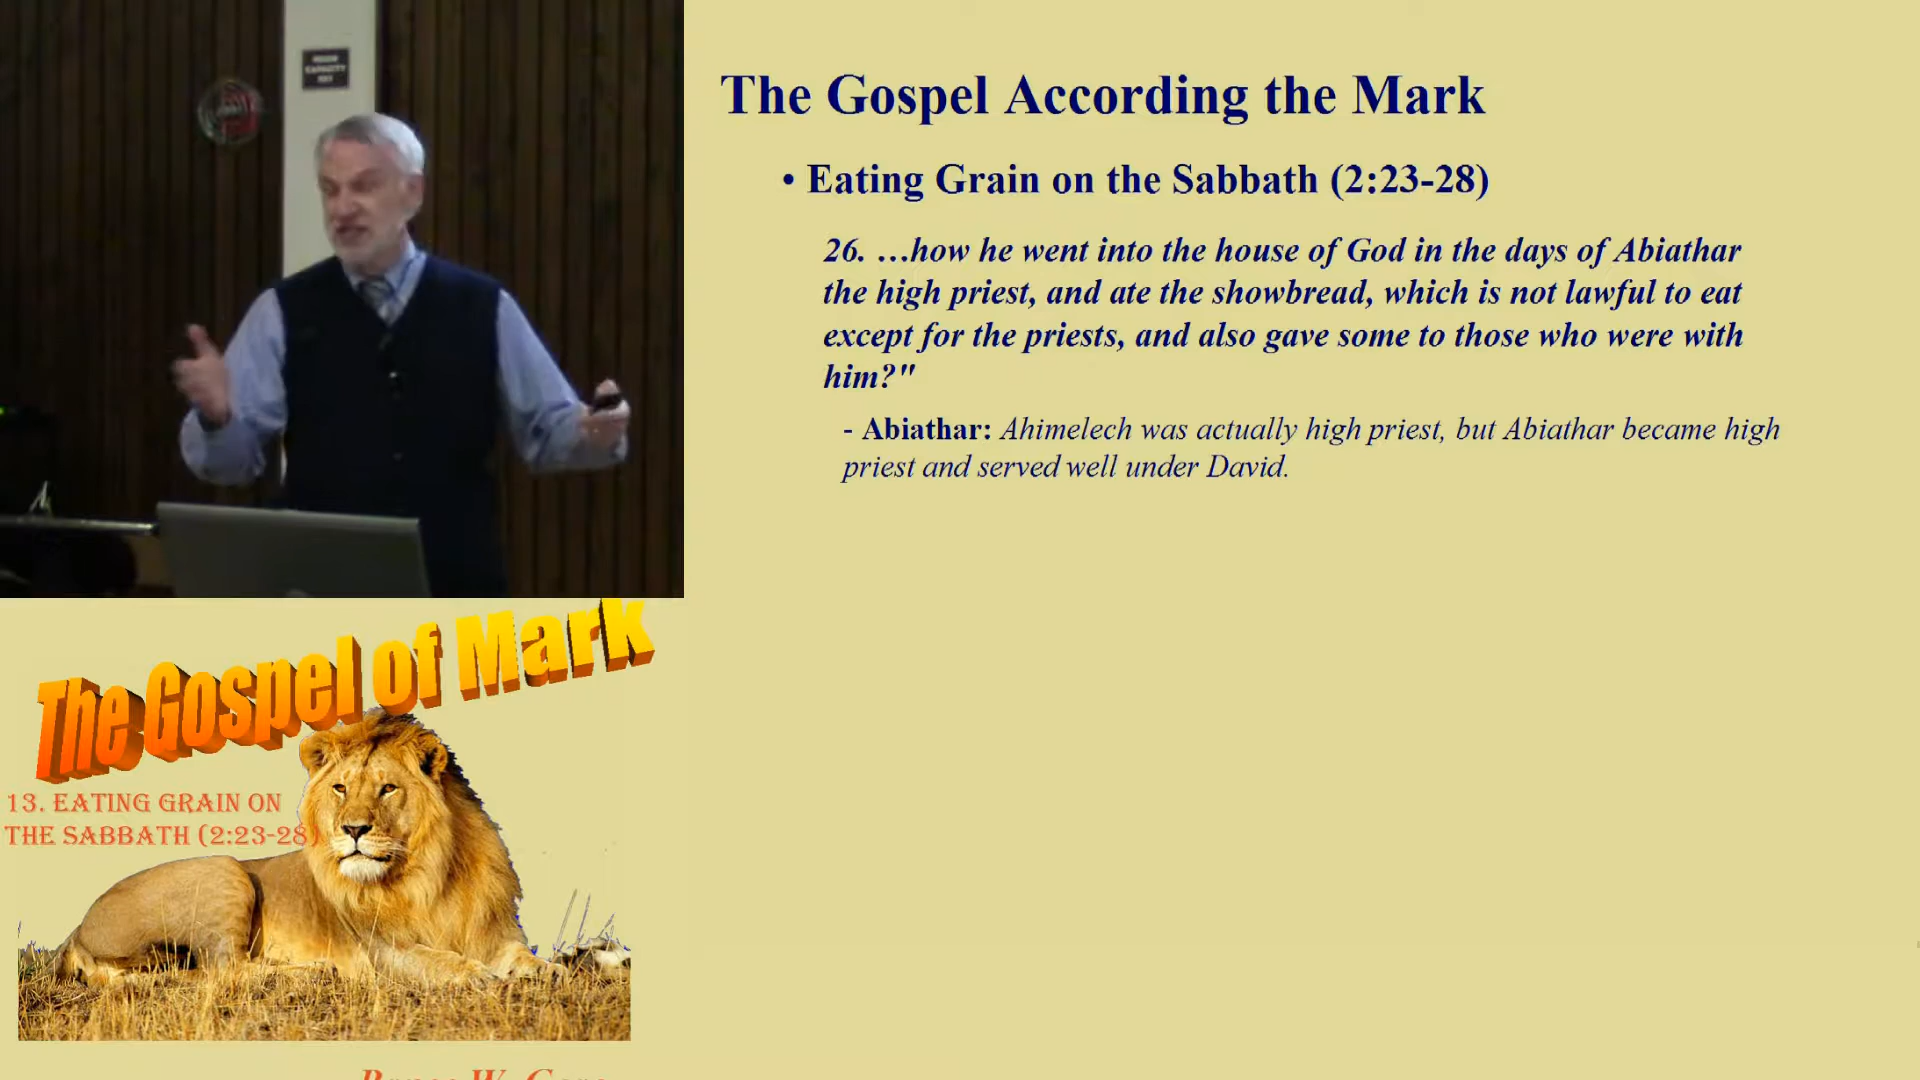 The Gospel According the Mark
• Eating Grain on the Sabbath (2:23-28)
26. …how he went into the house of God in the days of Abiathar
the high priest, and ate the showbread, which is not lawful to eat
except for the priests, and also gave some to those who were with
him?"
- Abiathar: Ahimelech was actually high priest, but Abiathar became high
priest and served well under David.
The Gospel of Mark
13. EATING GRAIN ON
THE SABBATH (2:23-28)